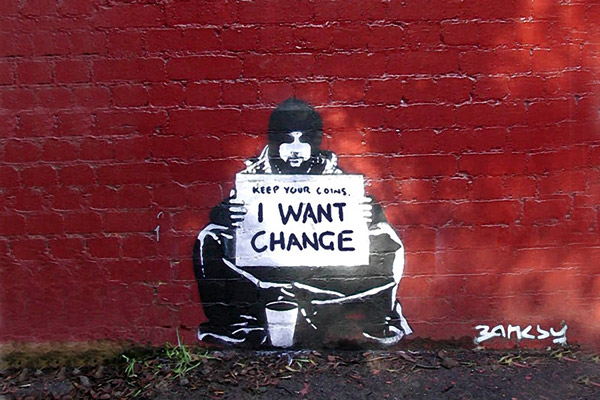 KEEP YOUR COINS.
I WANT
CHANGE
BANKSY